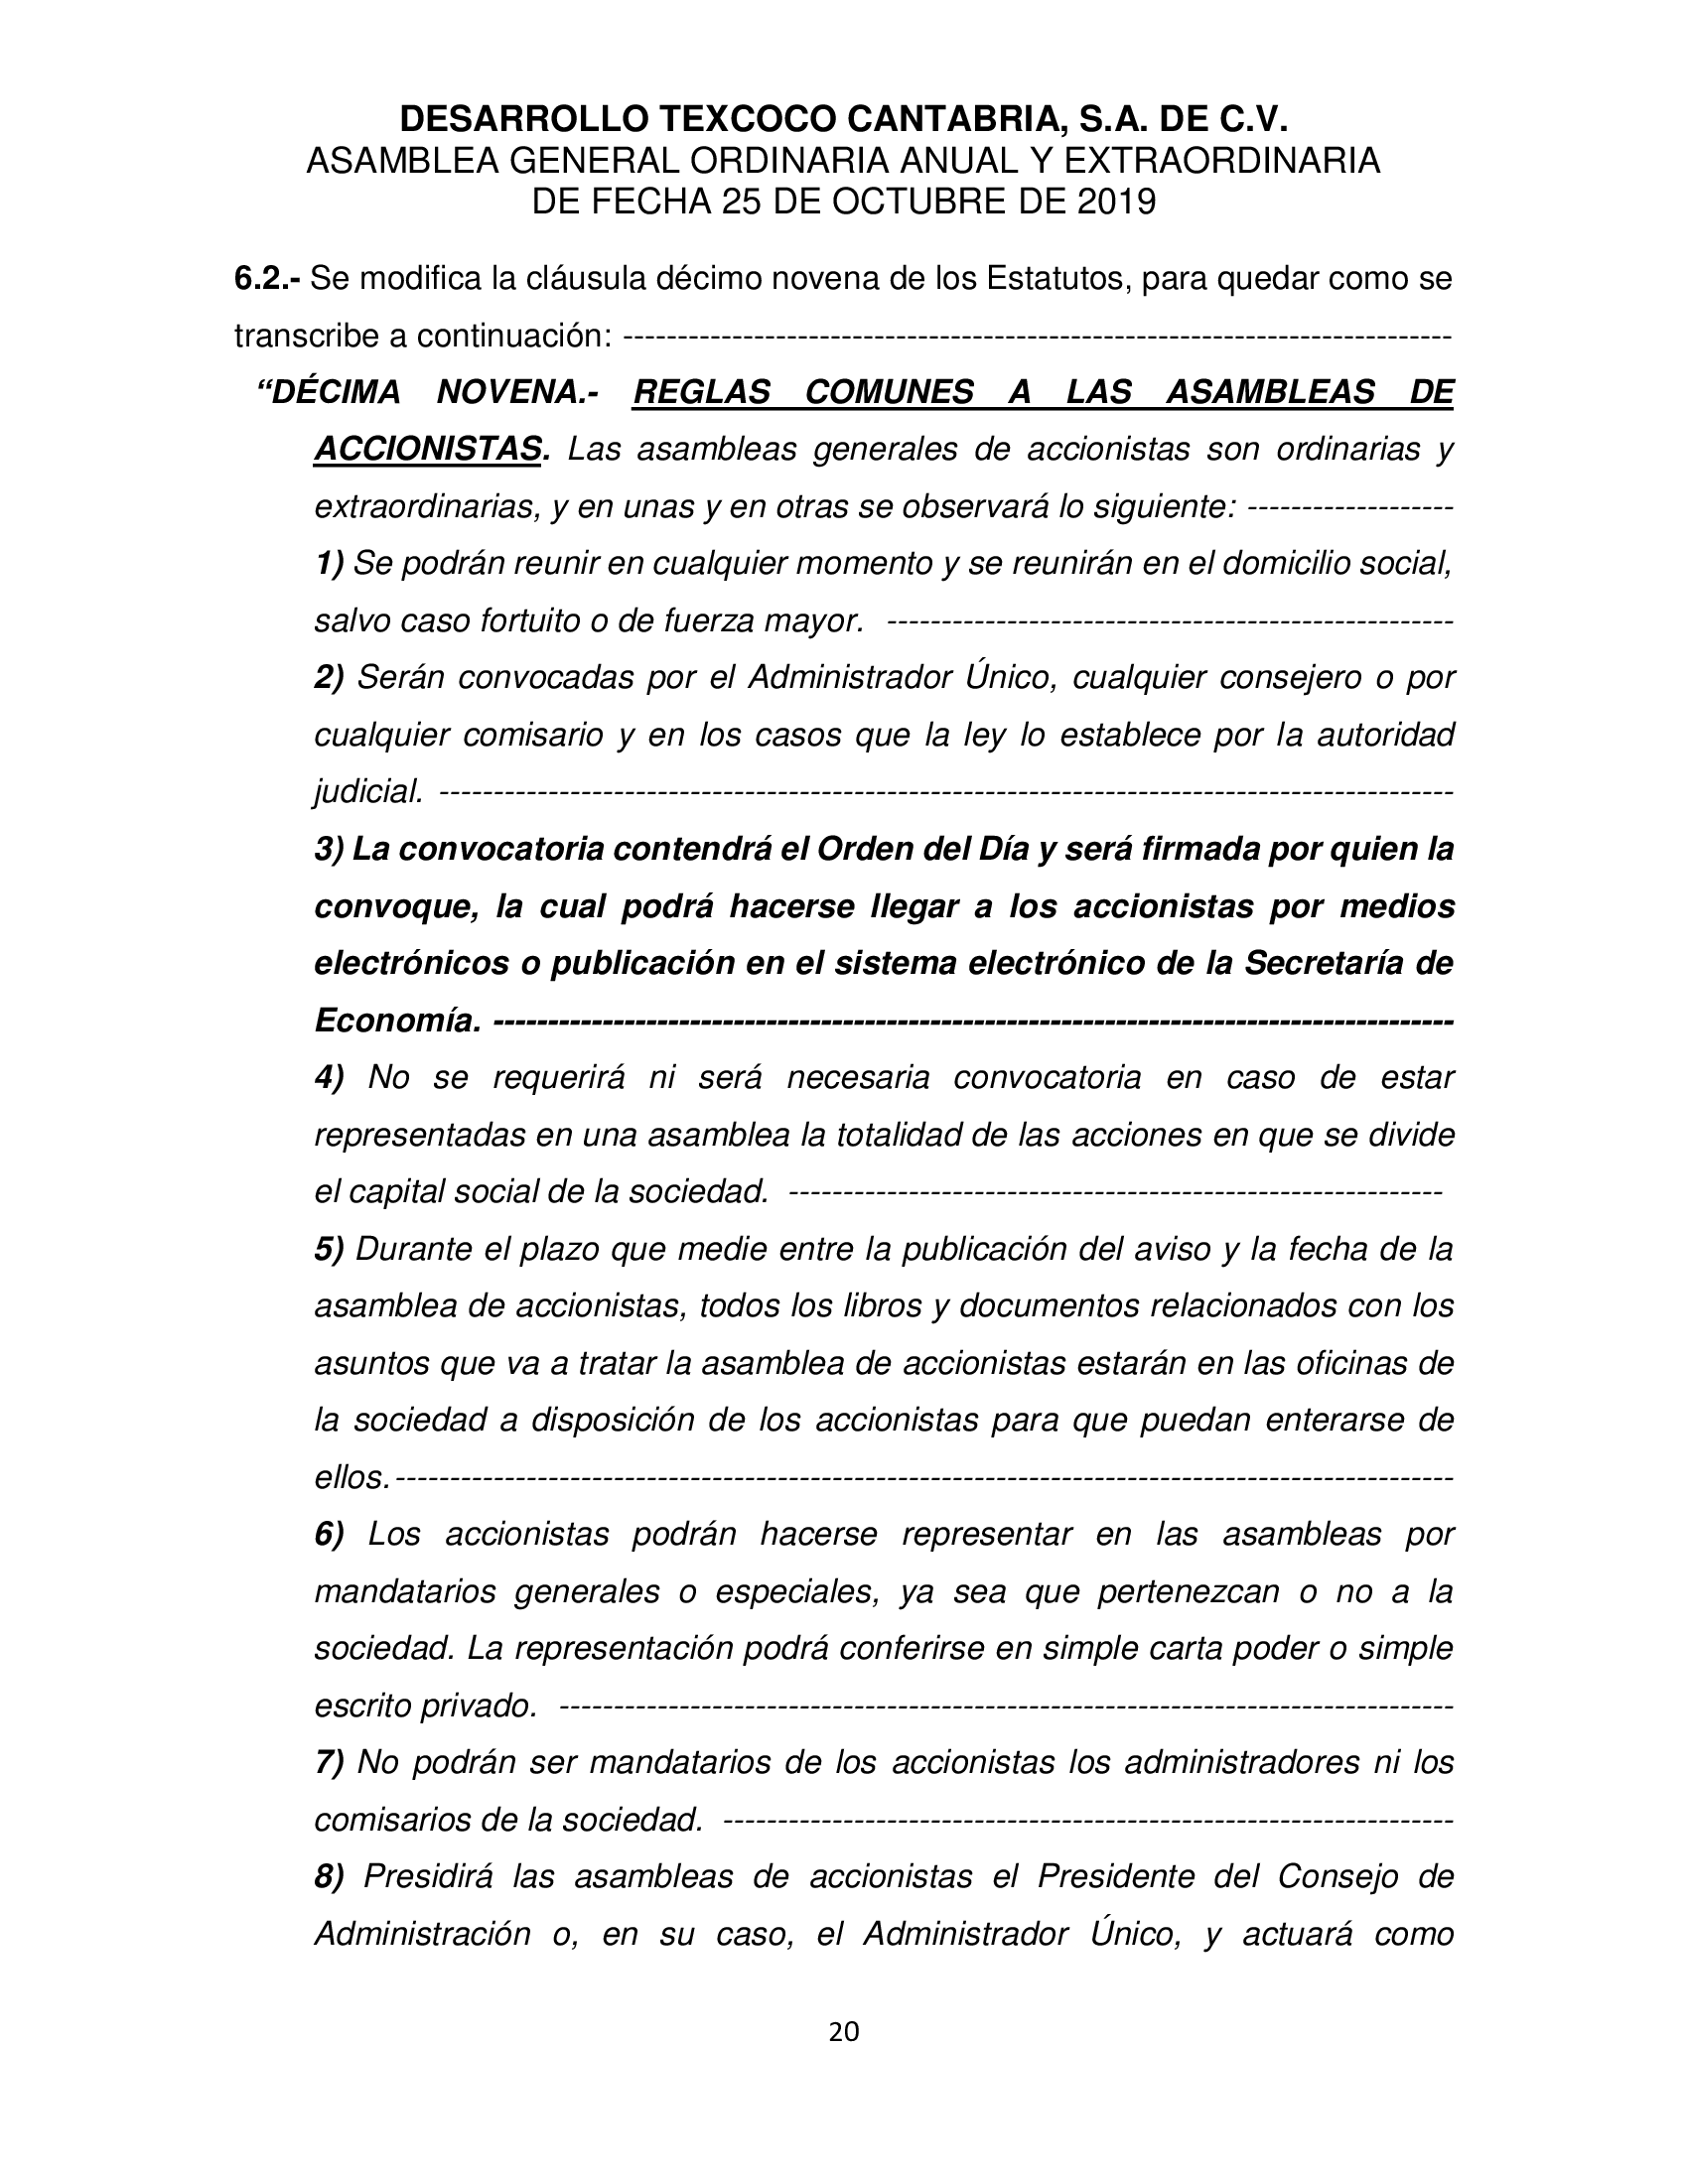 DESARROLLO TEXCOCO CANTABRIA, S.A. DE C.V.
ASAMBLEA GENERAL ORDINARIA ANUAL Y EXTRAORDINARIA
DE FECHA 25 DE OCTUBRE DE 2019
6.2.- Se modifica la cláusula décimo novena de los Estatutos, para quedar como se
transcribe a continuación: ----------------------------------------------------------------------------
“DÉCIMA NOVENA.- REGLAS COMUNES A LAS ASAMBLEAS DE
ACCIONISTAS. Las asambleas generales de accionistas son ordinarias y
extraordinarias, y en unas y en otras se observará lo siguiente: -------------------
1) Se podrán reunir en cualquier momento y se reunirán en el domicilio social,
salvo caso fortuito o de fuerza mayor. ----------------------------------------------------
2) Serán convocadas por el Administrador Único, cualquier consejero o por
cualquier comisario y en los casos que la ley lo establece por la autoridad
judicial. ---------------------------------------------------------------------------------------------
3) La convocatoria contendrá el Orden del Día y será firmada por quien la
convoque, la cual podrá hacerse llegar a los accionistas por medios
electrónicos o publicación en el sistema electrónico de la Secretaría de
Economía. ----------------------------------------------------------------------------------------
4) No se requerirá ni será necesaria convocatoria en caso de estar
representadas en una asamblea la totalidad de las acciones en que se divide
el capital social de la sociedad. ------------------------------------------------------------
5) Durante el plazo que medie entre la publicación del aviso y la fecha de la
asamblea de accionistas, todos los libros y documentos relacionados con los
asuntos que va a tratar la asamblea de accionistas estarán en las oficinas de
la sociedad a disposición de los accionistas para que puedan enterarse de
ellos.-------------------------------------------------------------------------------------------------
6) Los accionistas podrán hacerse representar en las asambleas por
mandatarios generales o especiales, ya sea que pertenezcan o no a la
sociedad. La representación podrá conferirse en simple carta poder o simple
escrito privado. ----------------------------------------------------------------------------------
7) No podrán ser mandatarios de los accionistas los administradores ni los
comisarios de la sociedad. -------------------------------------------------------------------
8) Presidirá las asambleas de accionistas el Presidente del Consejo de
Administración o, en su caso, el Administrador Único, y actuará como
20